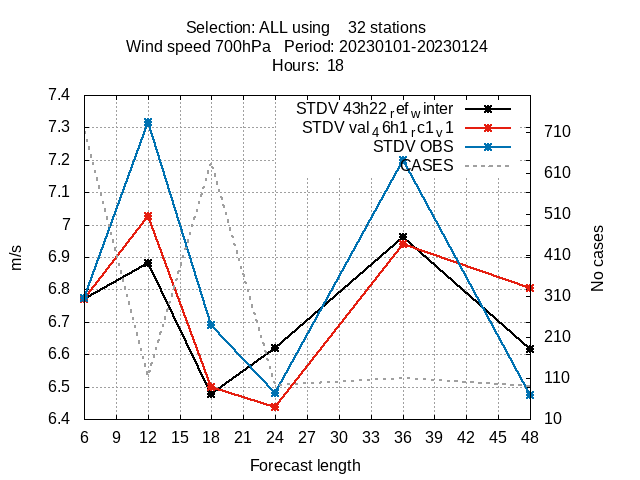 Selection: ALL using    32 stations
Wind speed 700hPa   Period: 20230101-20230124
Hours:  18
STDV 43h22refwinter
STDV val46h1rc1v1
STDV OBS
CASES
7.4
7.3
7.2
7.1
7
6.9
6.8
6.7
6.6
6.5
6.4
m/s
710
610
510
410
310
210
110
10
No cases
6 9 12 15 18 21 24 27 30 33 36 39 42 45 48
Forecast length